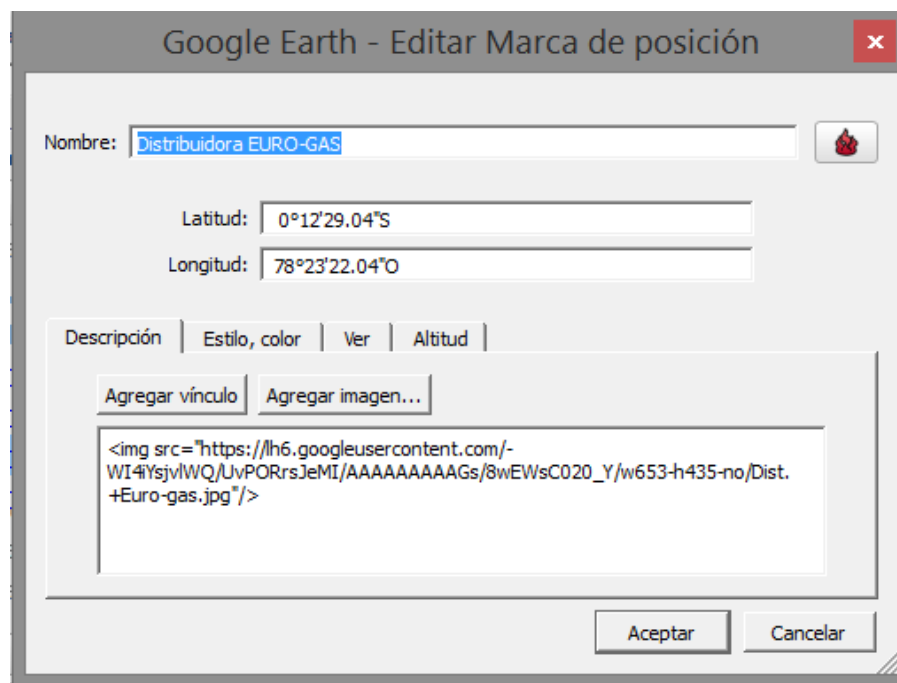 Google Earth - Editar Marca de posición
x
Nombre: Distribuidora EURO-GAS
Latitud: 0°12'29.04"S
Longitud: 78°23'22.04"O
Descripción Estilo, color Ver Altitud
Agregar vínculo Agregar imagen...
<img src="https://lh6.googleusercontent.com/-
WI4iYsjvlWQ/UvPORrsJeMI/AAAAAAAAAGs/8wEWsC020_Y/w653-h435-no/Dist.
+Euro-gas.jpg"/>
Aceptar Cancelar